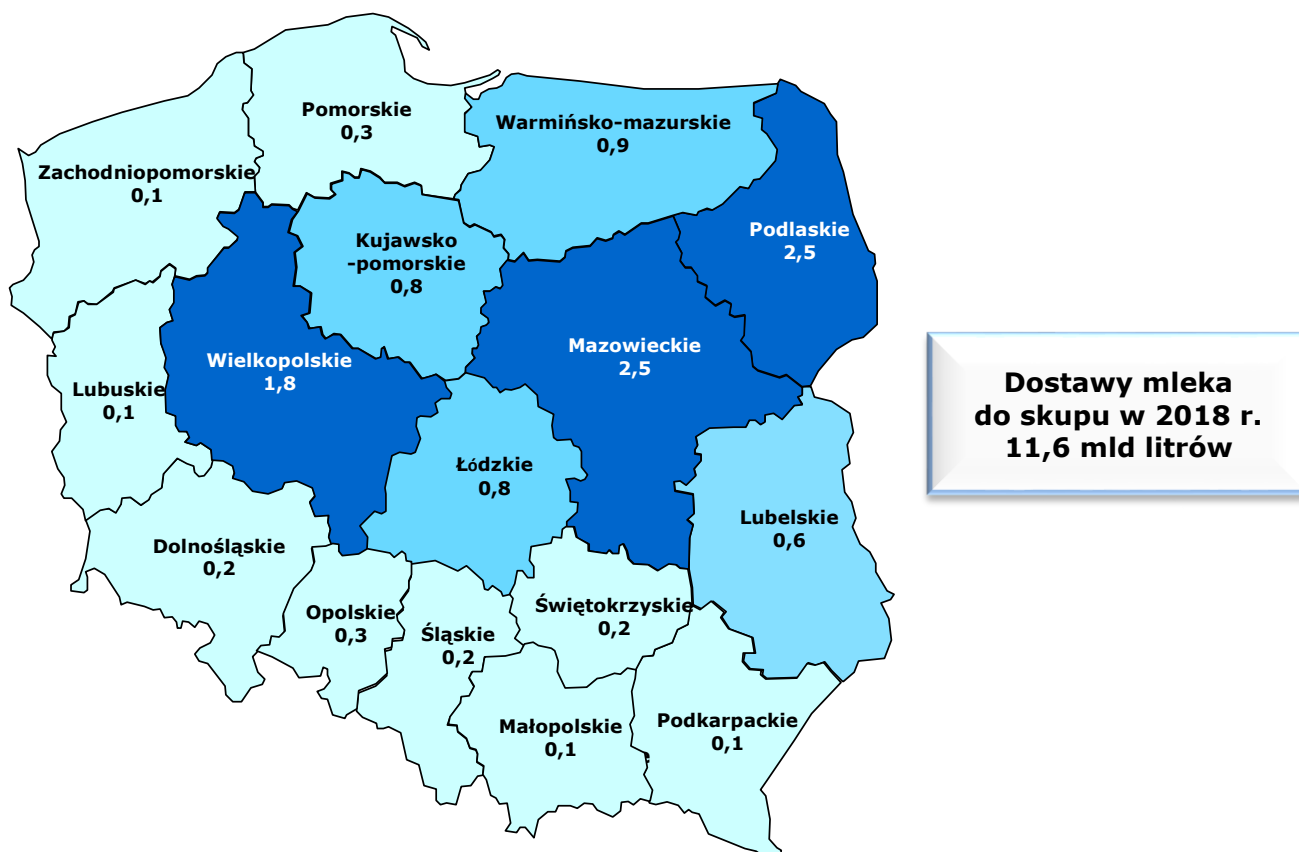 Pomorskie
0,3
Warmińsko-mazurskie
0,9
Zachodniopomorskie
0,1
Podlaskie
2,5
Kujawsko
-pomorskie
0,8
Mazowieckie
2,5
Wielkopolskie
1,8
Lubuskie
0,1
Dostawy mleka
do skupu w 2018 r.
11,6 mld litrów
Łódzkie
0,8
Lubelskie
0,6
Dolnośląskie
0,2
Opolskie
0,3
Śląskie
0,2
Świętokrzyskie
0,2
Małopolskie
0,1
Podkarpackie
0,1